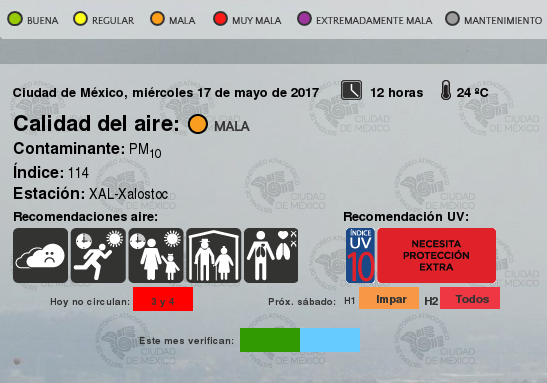 BUENA REGULAR MALA MUY MALA EXTREMADAMENTE MALA MANTENIMIENTO
Ciudad de México, miércoles 17 de mayo de 2017 12 horas 24 ºC
Calidad del aire: MALA
Contaminante: PM10
Índice: 114
Estación: XAL-Xalostoc
Recomendaciones aire: Recomendación UV:
ÍNDICE
UV
10
NECESITA
PROTECCIÓN
EXTRA
Hoy no circulan: 3 y 4 Próx. sábado: H1 Impar H2 Todos
Este mes verifican:
CIUDAD
DE MÉXICO